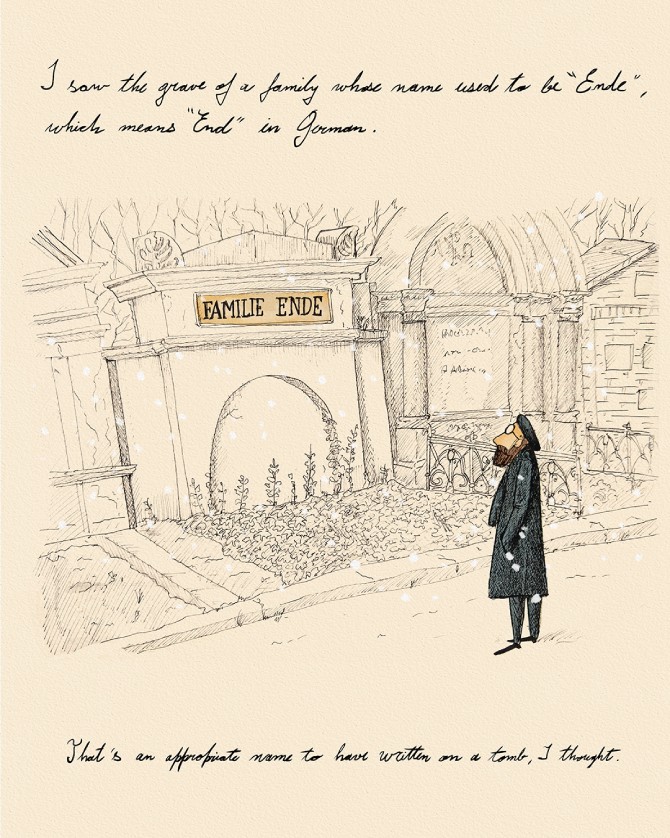 I saw the grave of a family whose name used to be "Ende",
which means "End" in German.
FAMILIE ENDE
That's an appropriate name to have written on a tomb, I thought.